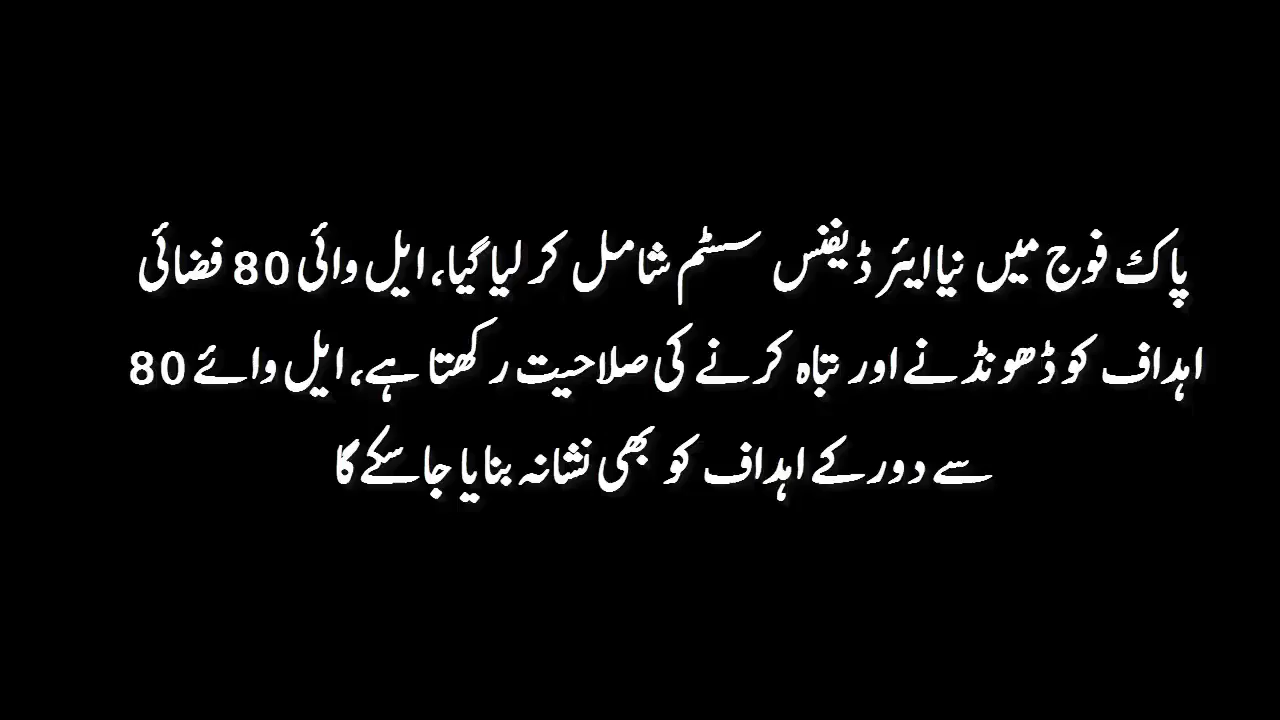 پاک فوج میں نیا ایئر ڈیفنس سسٹم شامل کر لیا گیا، ایل وائی 80 فضائی
اہداف کو ڈھونڈنے اور تباہ کرنے کی صلاحیت رکھتا ہے، ایل وائے 80
سے دور کے اہداف کو بھی نشانہ بنایا جا سکے گا